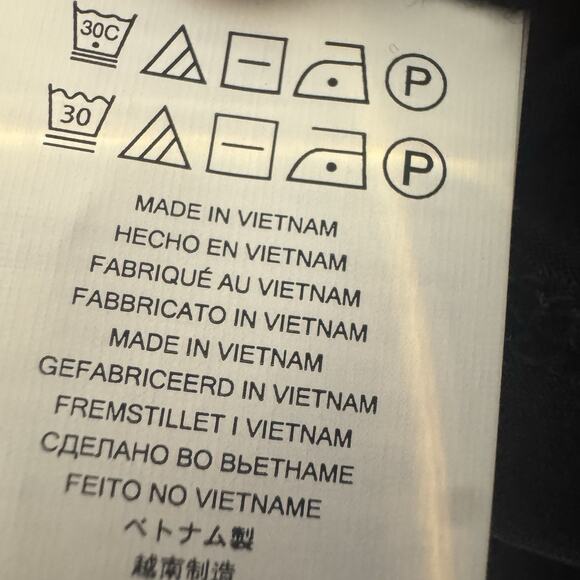 30C
P
30
P
MADE IN VIETNAM
HECHO EN VIETNAM
FABRIQUÉ AU VIETNAM
FABBRICATO IN VIETNAM
MADE IN VIETNAM
GEFABRICEERD IN VIETNAM
FREMSTILLET I VIETNAM
СДЕЛАНО ВО ВЬЕТНАМЕ
FEITO NO VIETNAME
ベトナム製
越南制造